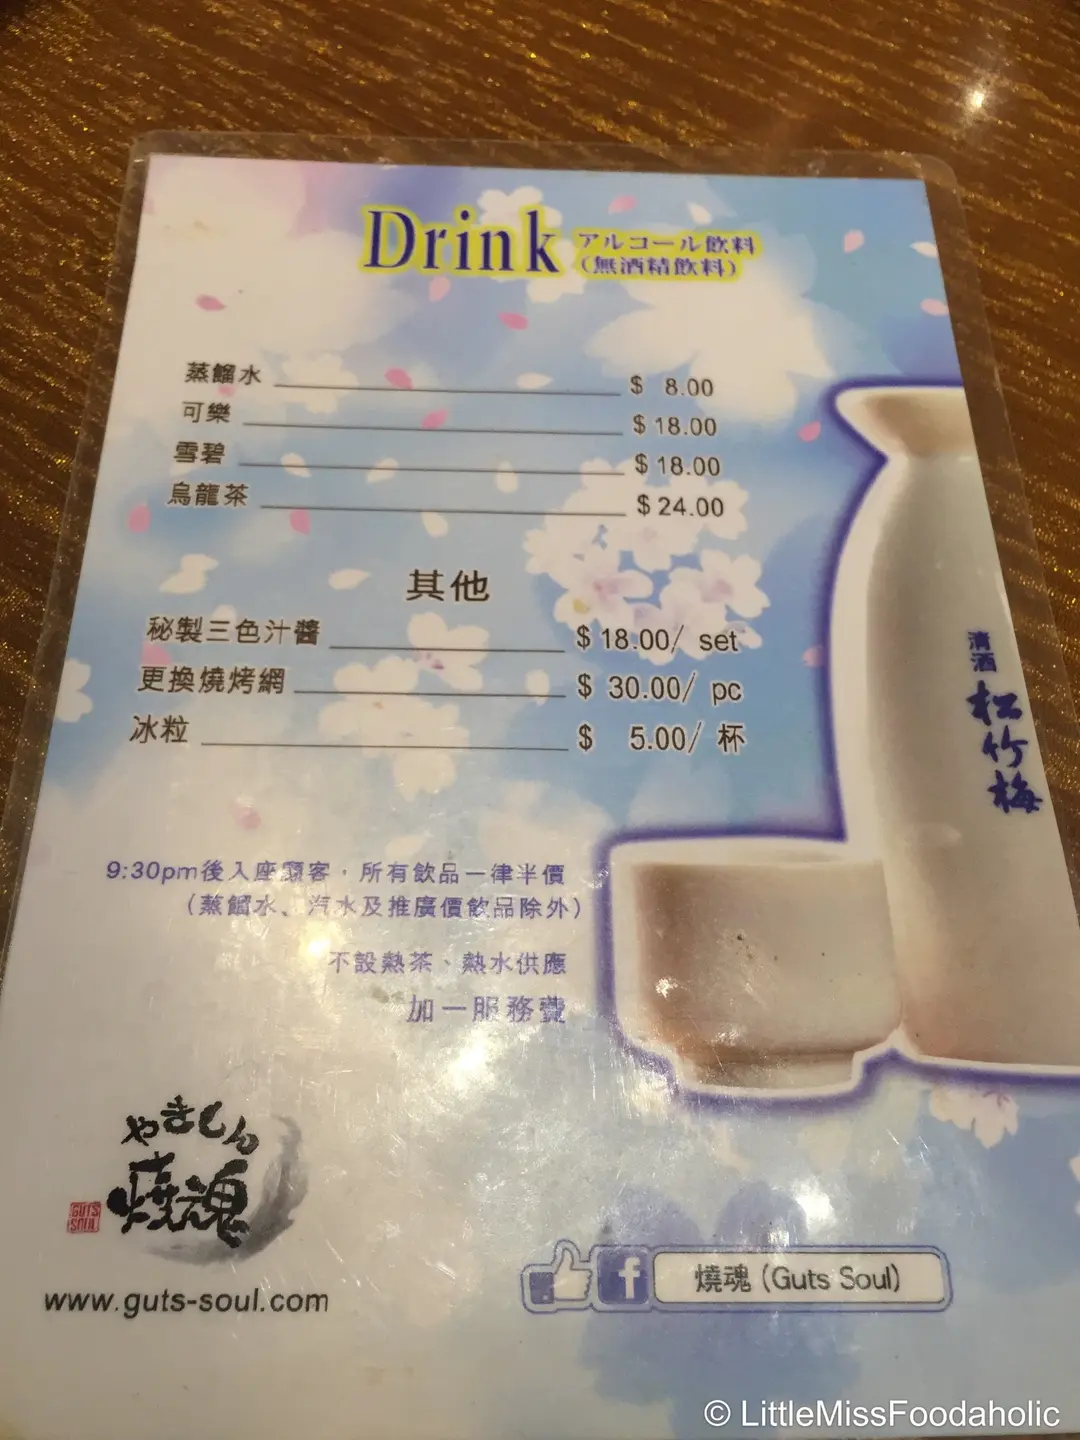 Drink アルコール飲料
(無酒精飲料)
蒸餾水 $ 8.00
可樂 $ 18.00
雪碧 $ 18.00
烏龍茶 $ 24.00
其他
秘製三色汁醬 $ 18.00/ set
更換燒烤網 $ 30.00/ pc
冰粒 $ 5.00/ 杯
清酒
松竹梅
9:30pm後入座顧客，所有飲品一律半價
(蒸餾水、汽水及推廣價飲品除外)
不設熱茶、熱水供應
加一服務費
やきしん
燒魂
GUTS
SOUL
www.guts-soul.com
f 燒魂 (Guts Soul)
© LittleMissFoodaholic